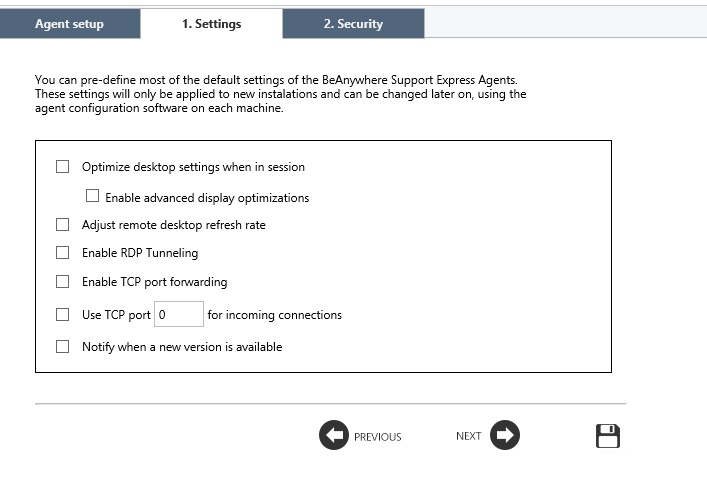 Agent setup
1. Settings
2. Security
You can pre-define most of the default settings of the BeAnywhere Support Express Agents.
These settings will only be applied to new instalations and can be changed later on, using the
agent configuration software on each machine.
Optimize desktop settings when in session
Enable advanced display optimizations
Adjust remote desktop refresh rate
Enable RDP Tunneling
Enable TCP port forwarding
Use TCP port 0 for incoming connections
Notify when a new version is available
PREVIOUS
NEXT